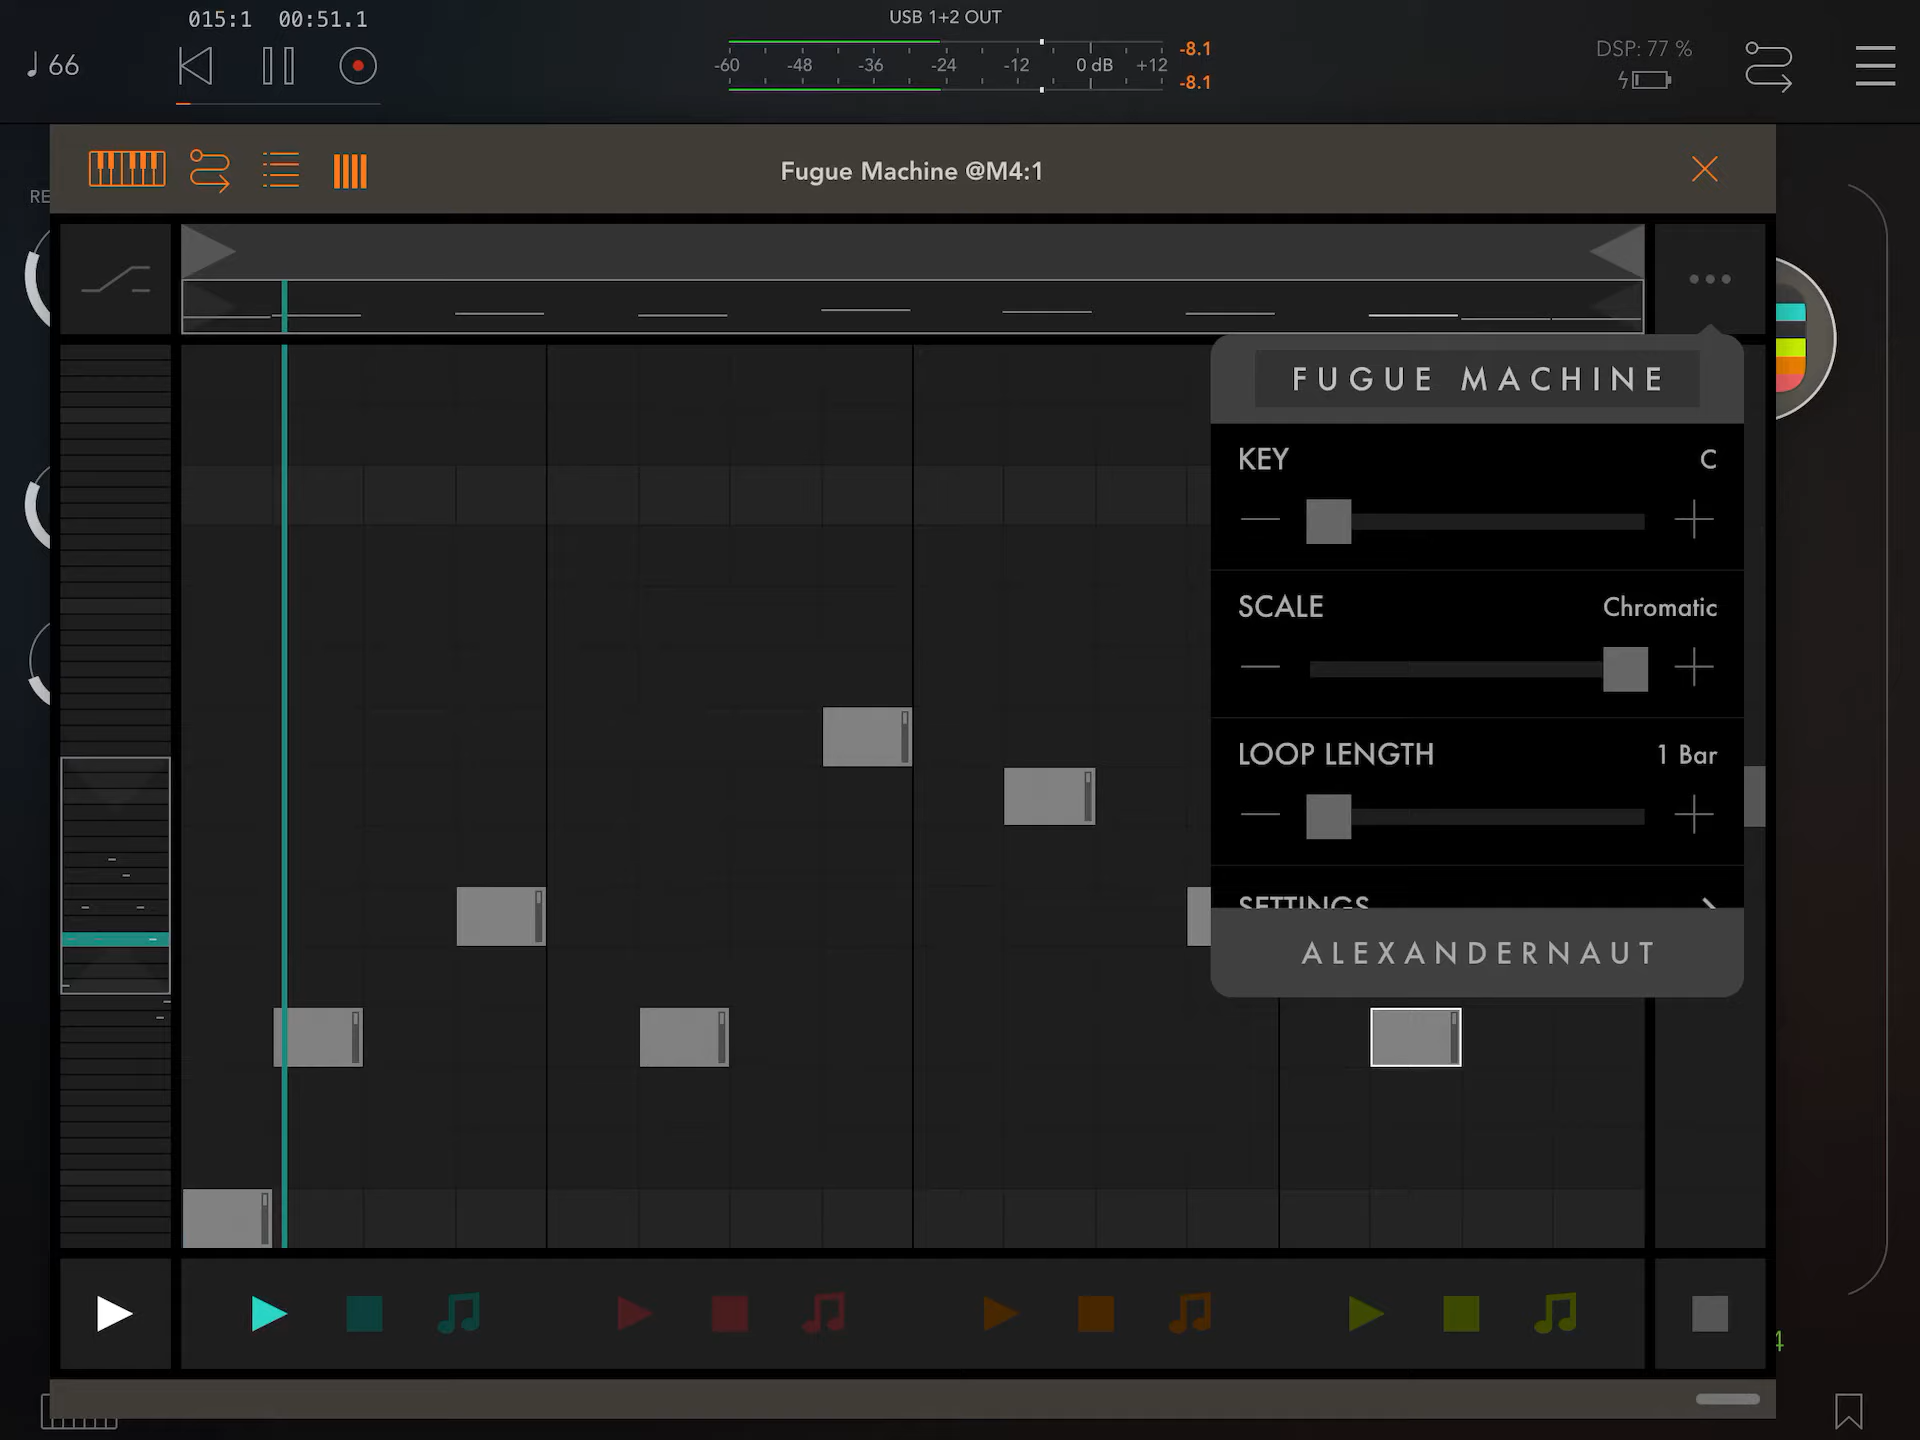 015:1 00:51.1
USB 1+2 OUT
66
-60 -48 -36 -24 -12 0 dB +12
-8.1
-8.1
DSP: 77 %
Fugue Machine @M4:1
RE
FUGUE MACHINE
KEY C
SCALE Chromatic
LOOP LENGTH 1 Bar
SETTINGS
ALEXANDERNAUT
4